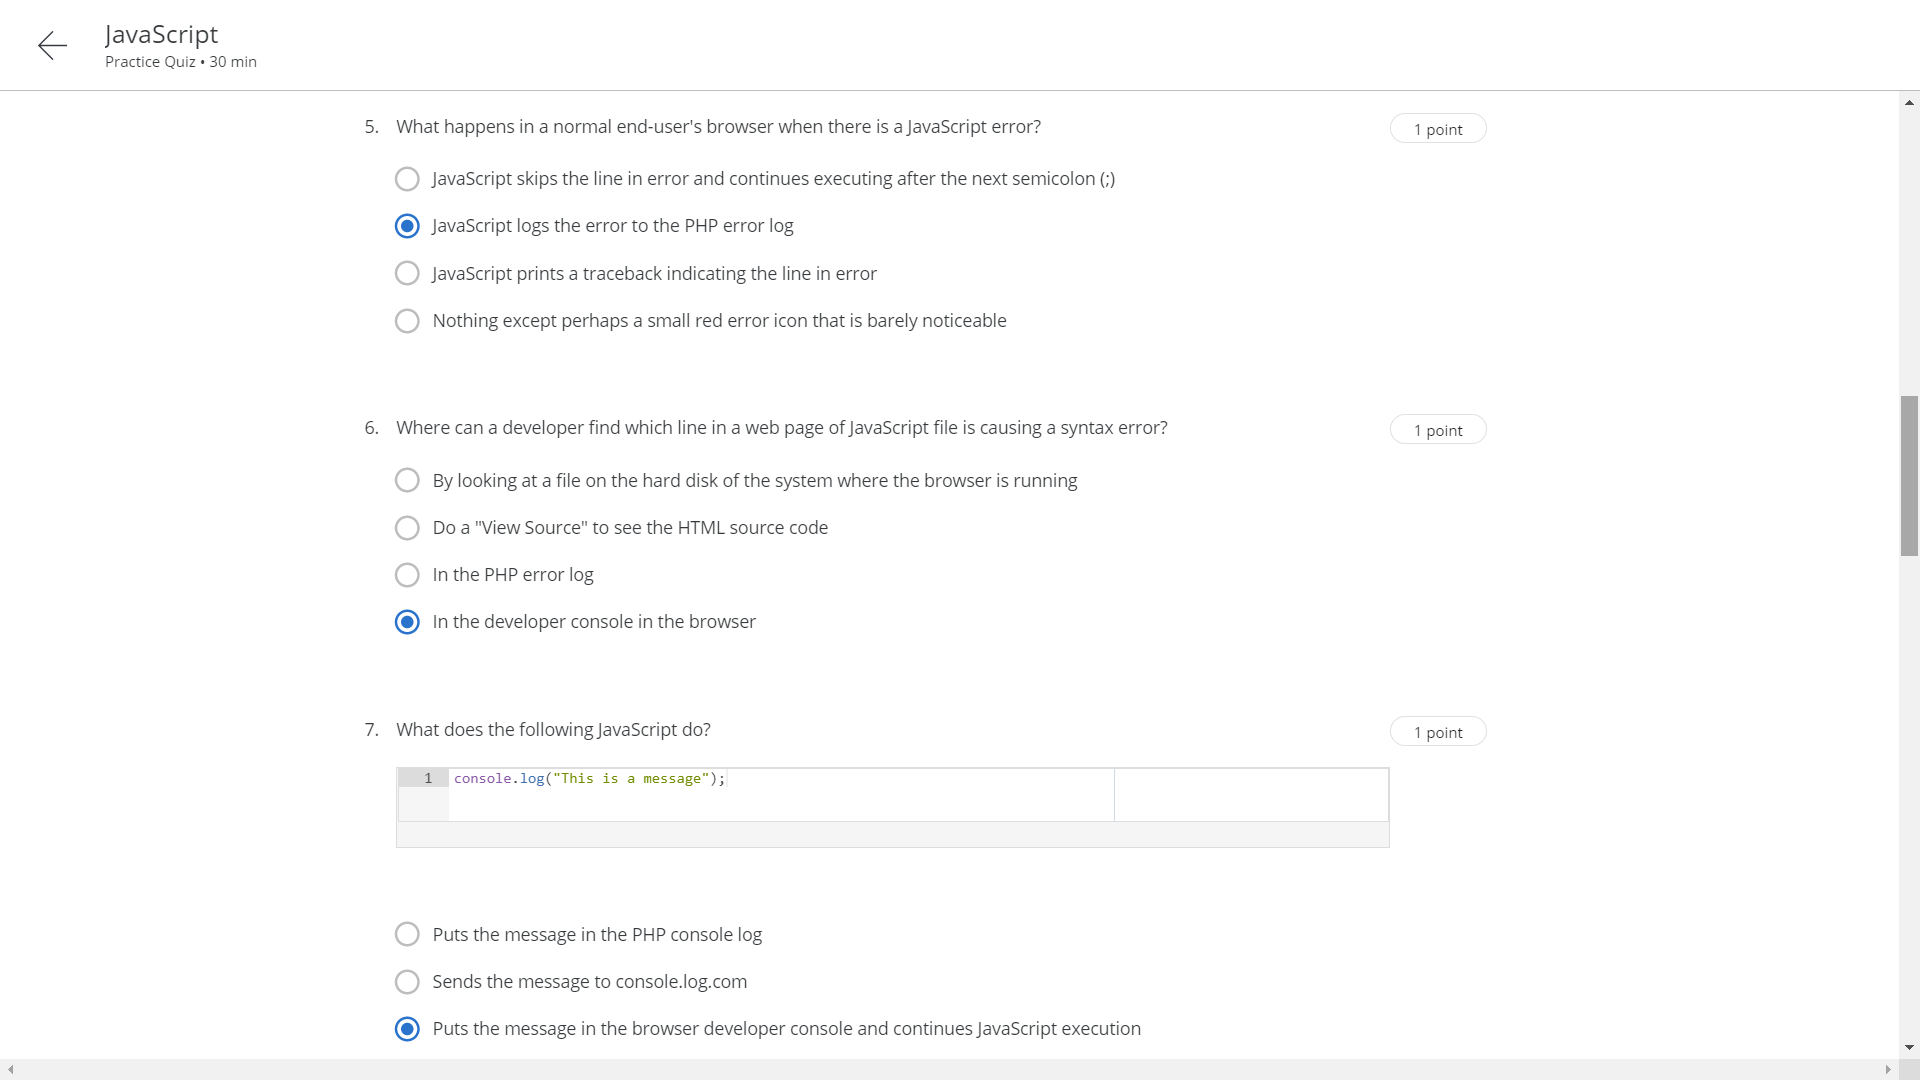 JavaScript
Practice Quiz • 30 min
5. What happens in a normal end-user's browser when there is a JavaScript error?
1 point
JavaScript skips the line in error and continues executing after the next semicolon (;)
JavaScript logs the error to the PHP error log
JavaScript prints a traceback indicating the line in error
Nothing except perhaps a small red error icon that is barely noticeable
6. Where can a developer find which line in a web page of JavaScript file is causing a syntax error?
1 point
By looking at a file on the hard disk of the system where the browser is running
Do a "View Source" to see the HTML source code
In the PHP error log
In the developer console in the browser
7. What does the following JavaScript do?
1 point
1 console.log("This is a message");
Puts the message in the PHP console log
Sends the message to console.log.com
Puts the message in the browser developer console and continues JavaScript execution